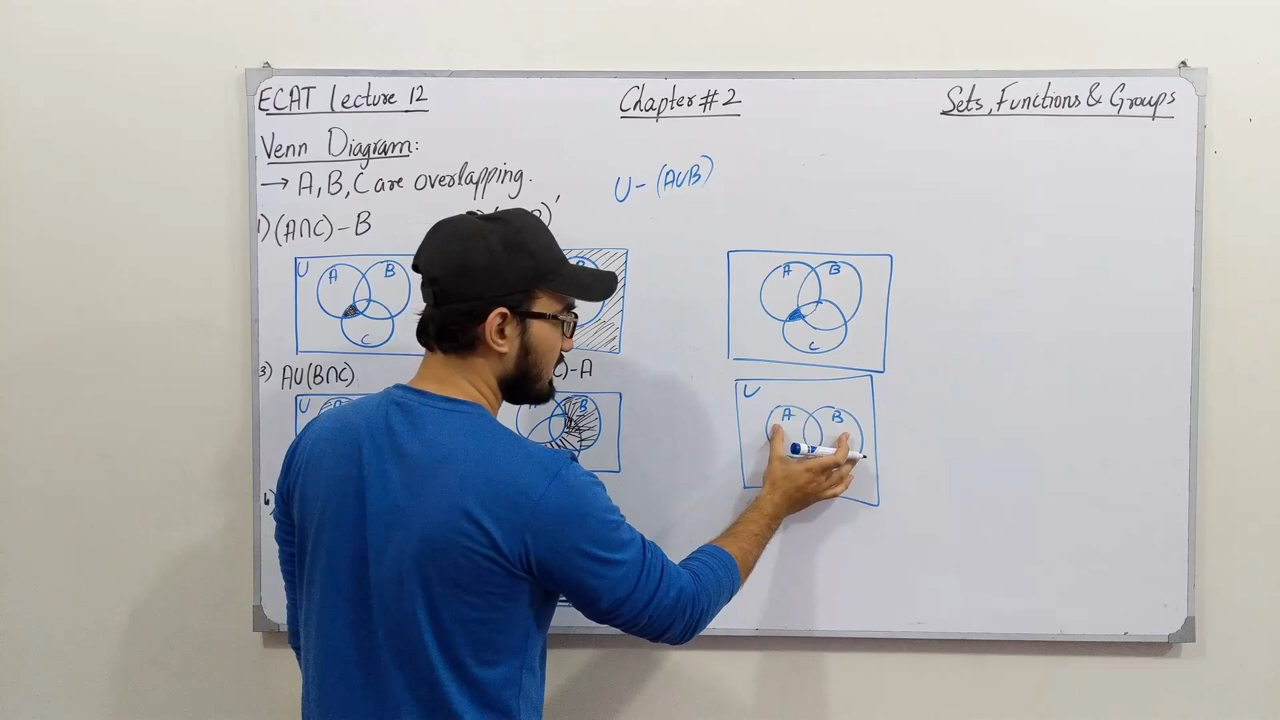 ECAT Lecture 12
Chapter # 2
Sets, Functions & Groups
Venn Diagram:
→ A, B, C are overlapping.
U - (A∪B)
1) (A∩C) - B
)'
U A B C
B
A B C
3) A∪(B∩C)
)-A
U
B
U A B